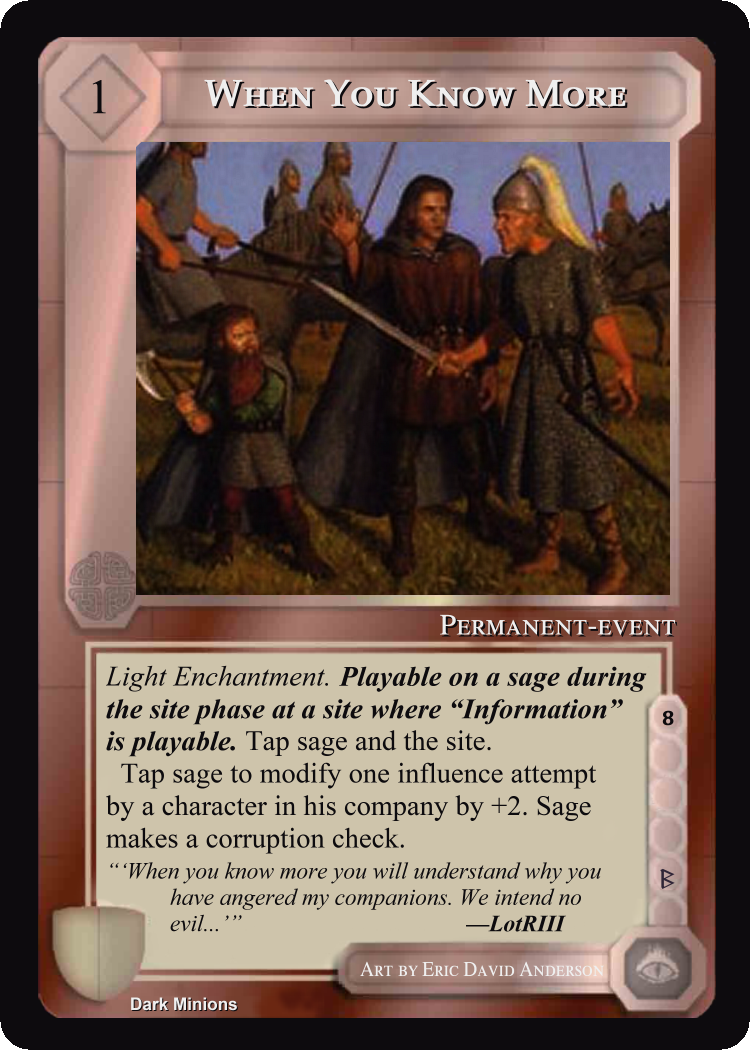 1
When You Know More
Permanent-event
Light Enchantment. Playable on a sage during
the site phase at a site where “Information”
is playable. Tap sage and the site.
Tap sage to modify one influence attempt
by a character in his company by +2. Sage
makes a corruption check.
“‘When you know more you will understand why you
have angered my companions. We intend no
evil...’” —LotRIII
8
ᛒ
Art by Eric David Anderson
Dark Minions